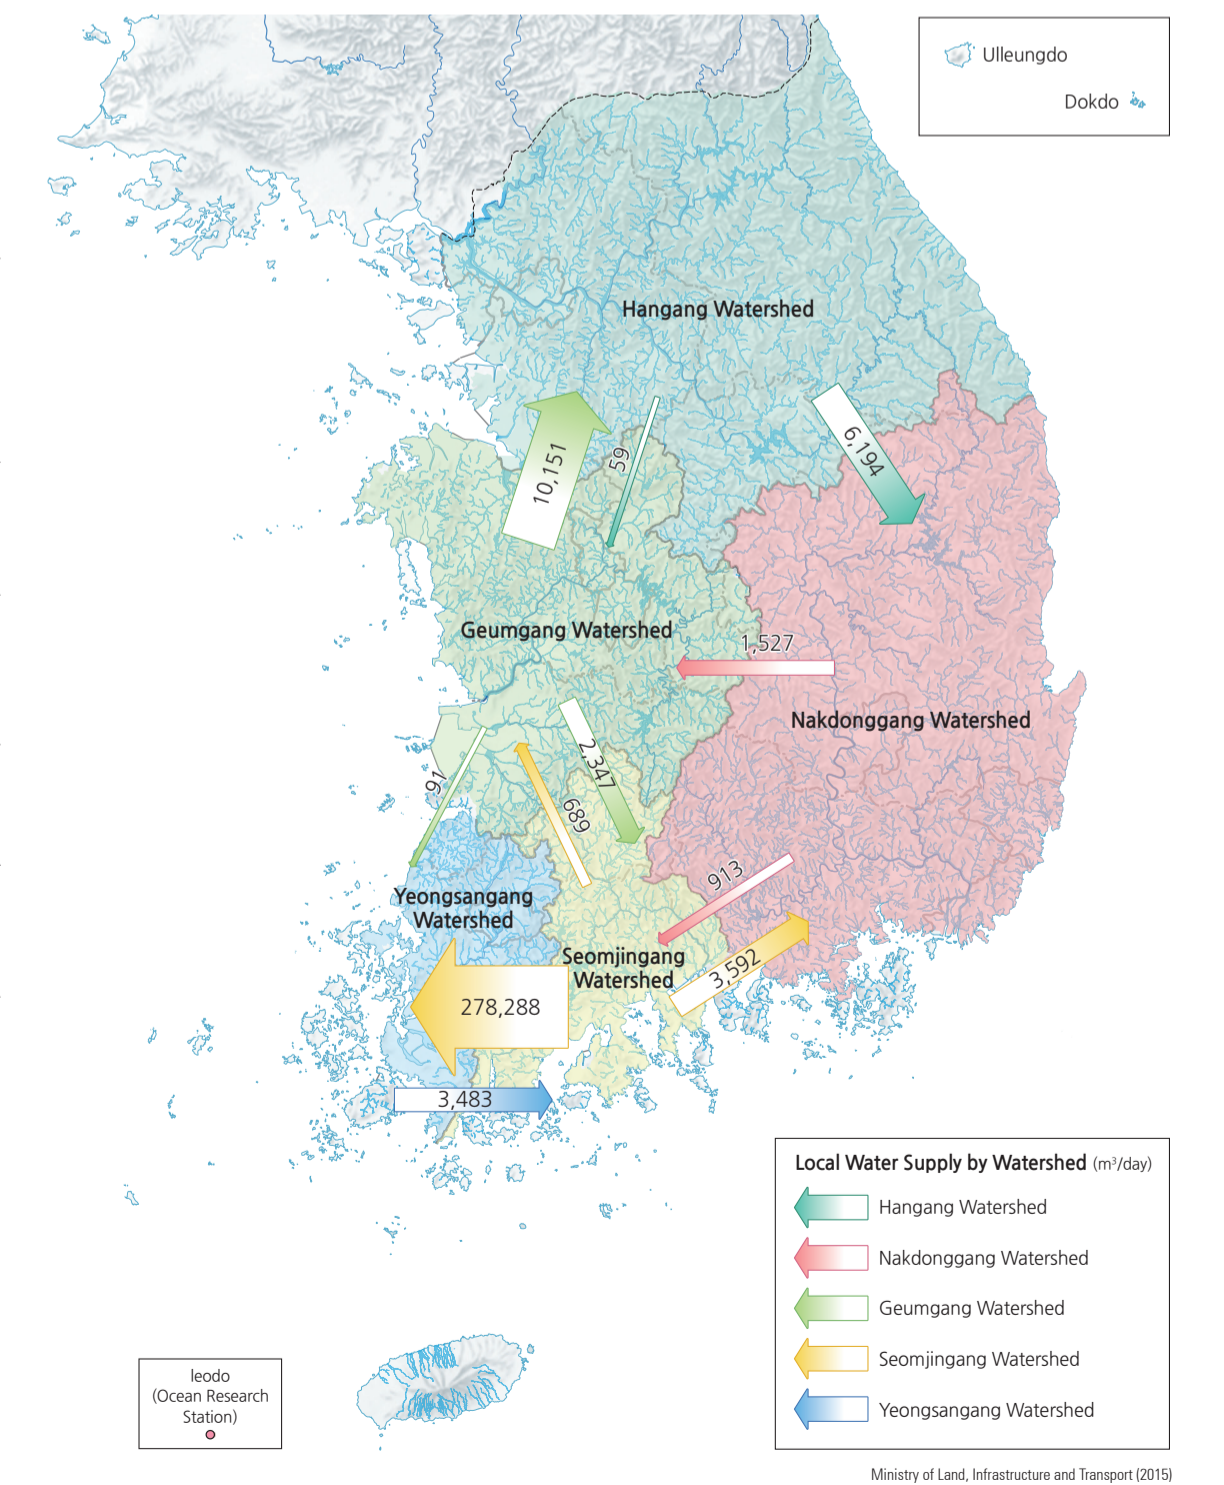 Ulleungdo
Dokdo
Hangang Watershed
6,194
10,151
59
Geumgang Watershed
1,527
Nakdonggang Watershed
2,347
91
689
913
Yeongsangang
Watershed
Seomjingang
Watershed
3,592
278,288
3,483
Local Water Supply by Watershed (m³/day)
Hangang Watershed
Nakdonggang Watershed
Geumgang Watershed
Seomjingang Watershed
Yeongsangang Watershed
Ieodo
(Ocean Research
Station)
Ministry of Land, Infrastructure and Transport (2015)